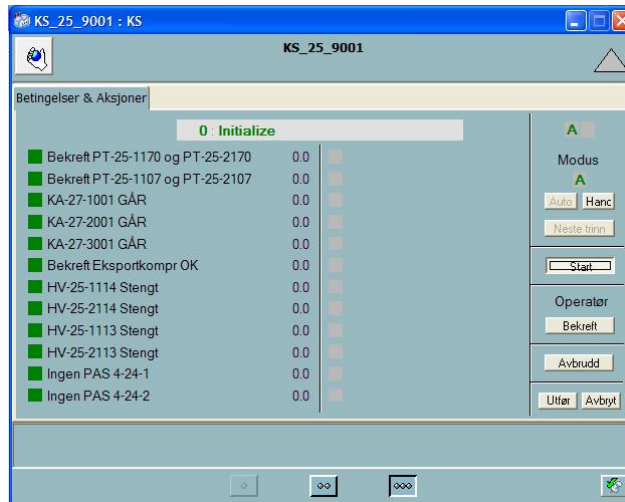 KS_25_9001 : KS
KS_25_9001
Betingelser & Aksjoner
0 : Initialize
A
Bekreft PT-25-1170 og PT-25-2170 0.0
Bekreft PT-25-1107 og PT-25-2107 0.0
KA-27-1001 GÅR 0.0
KA-27-2001 GÅR 0.0
KA-27-3001 GÅR 0.0
Bekreft Eksportkompr OK 0.0
HV-25-1114 Stengt 0.0
HV-25-2114 Stengt 0.0
HV-25-1113 Stengt 0.0
HV-25-2113 Stengt 0.0
Ingen PAS 4-24-1 0.0
Ingen PAS 4-24-2 0.0
Modus
A
Auto Hanc
Neste trinn
Start
Operatør
Bekreft
Avbrudd
Utfør Avbryt